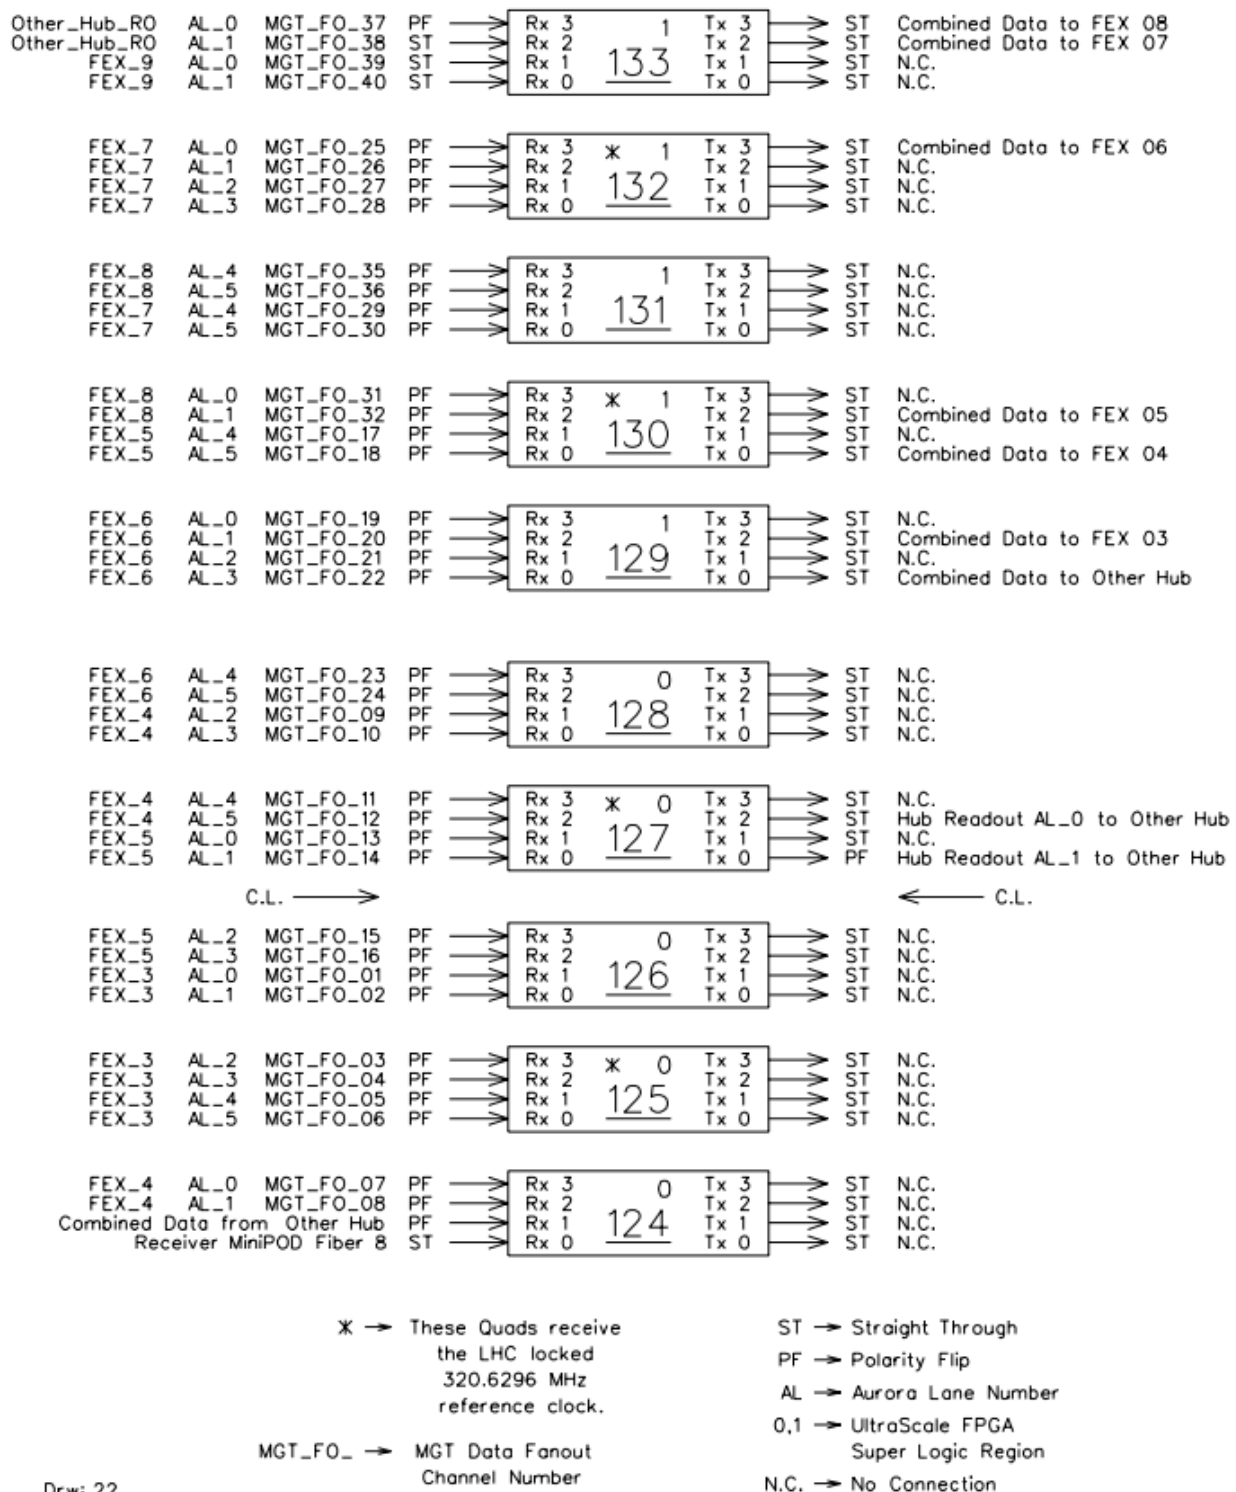 Other_Hub_RO AL_0 MGT_FO_37 PF Rx 3 1 Tx 3 ST Combined Data to FEX 08
Other_Hub_RO AL_1 MGT_FO_38 ST Rx 2 Tx 2 ST Combined Data to FEX 07
FEX_9 AL_0 MGT_FO_39 ST Rx 1 133 Tx 1 ST N.C.
FEX_9 AL_1 MGT_FO_40 ST Rx 0 Tx 0 ST N.C.
FEX_7 AL_0 MGT_FO_25 PF Rx 3 * 1 Tx 3 ST Combined Data to FEX 06
FEX_7 AL_1 MGT_FO_26 PF Rx 2 Tx 2 ST N.C.
FEX_7 AL_2 MGT_FO_27 PF Rx 1 132 Tx 1 ST N.C.
FEX_7 AL_3 MGT_FO_28 PF Rx 0 Tx 0 ST N.C.
FEX_8 AL_4 MGT_FO_35 PF Rx 3 1 Tx 3 ST N.C.
FEX_8 AL_5 MGT_FO_36 PF Rx 2 Tx 2 ST N.C.
FEX_7 AL_4 MGT_FO_29 PF Rx 1 131 Tx 1 ST N.C.
FEX_7 AL_5 MGT_FO_30 PF Rx 0 Tx 0 ST N.C.
FEX_8 AL_0 MGT_FO_31 PF Rx 3 * 1 Tx 3 ST N.C.
FEX_8 AL_1 MGT_FO_32 PF Rx 2 Tx 2 ST Combined Data to FEX 05
FEX_5 AL_4 MGT_FO_17 PF Rx 1 130 Tx 1 ST N.C.
FEX_5 AL_5 MGT_FO_18 PF Rx 0 Tx 0 ST Combined Data to FEX 04
FEX_6 AL_0 MGT_FO_19 PF Rx 3 1 Tx 3 ST N.C.
FEX_6 AL_1 MGT_FO_20 PF Rx 2 Tx 2 ST Combined Data to FEX 03
FEX_6 AL_2 MGT_FO_21 PF Rx 1 129 Tx 1 ST N.C.
FEX_6 AL_3 MGT_FO_22 PF Rx 0 Tx 0 ST Combined Data to Other Hub
FEX_6 AL_4 MGT_FO_23 PF Rx 3 0 Tx 3 ST N.C.
FEX_6 AL_5 MGT_FO_24 PF Rx 2 Tx 2 ST N.C.
FEX_4 AL_2 MGT_FO_09 PF Rx 1 128 Tx 1 ST N.C.
FEX_4 AL_3 MGT_FO_10 PF Rx 0 Tx 0 ST N.C.
FEX_4 AL_4 MGT_FO_11 PF Rx 3 * 0 Tx 3 ST N.C.
FEX_4 AL_5 MGT_FO_12 PF Rx 2 Tx 2 ST Hub Readout AL_0 to Other Hub
FEX_5 AL_0 MGT_FO_13 PF Rx 1 127 Tx 1 ST N.C.
FEX_5 AL_1 MGT_FO_14 PF Rx 0 Tx 0 PF Hub Readout AL_1 to Other Hub
C.L. → ← C.L.
FEX_5 AL_2 MGT_FO_15 PF Rx 3 0 Tx 3 ST N.C.
FEX_5 AL_3 MGT_FO_16 PF Rx 2 Tx 2 ST N.C.
FEX_3 AL_0 MGT_FO_01 PF Rx 1 126 Tx 1 ST N.C.
FEX_3 AL_1 MGT_FO_02 PF Rx 0 Tx 0 ST N.C.
FEX_3 AL_2 MGT_FO_03 PF Rx 3 * 0 Tx 3 ST N.C.
FEX_3 AL_3 MGT_FO_04 PF Rx 2 Tx 2 ST N.C.
FEX_3 AL_4 MGT_FO_05 PF Rx 1 125 Tx 1 ST N.C.
FEX_3 AL_5 MGT_FO_06 PF Rx 0 Tx 0 ST N.C.
FEX_4 AL_0 MGT_FO_07 PF Rx 3 0 Tx 3 ST N.C.
FEX_4 AL_1 MGT_FO_08 PF Rx 2 Tx 2 ST N.C.
Combined Data from Other Hub PF Rx 1 124 Tx 1 ST N.C.
Receiver MiniPOD Fiber 8 ST Rx 0 Tx 0 ST N.C.
* → These Quads receive
the LHC locked
320.6296 MHz
reference clock.
MGT_FO_ → MGT Data Fanout
Channel Number
ST → Straight Through
PF → Polarity Flip
AL → Aurora Lane Number
0,1 → UltraScale FPGA
Super Logic Region
N.C. → No Connection
Drw: 22